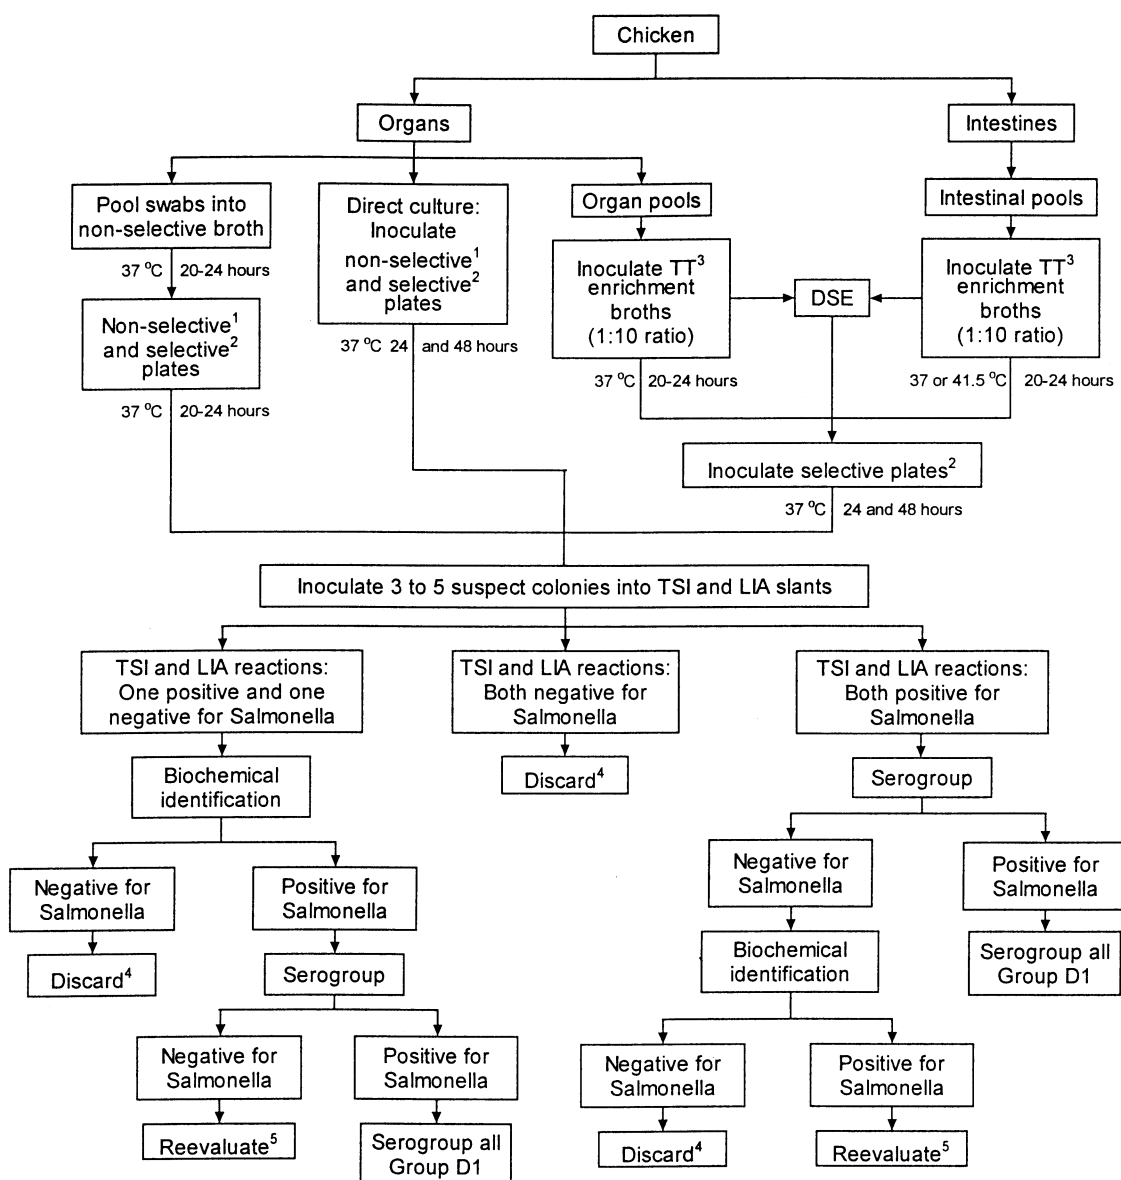 Chicken
Organs
Intestines
Pool swabs into
non-selective broth
Direct culture:
Inoculate
non-selective¹
and selective²
plates
Organ pools
Intestinal pools
37 °C 20-24 hours
Inoculate TT³
enrichment
broths
(1:10 ratio)
DSE
Inoculate TT³
enrichment
broths
(1:10 ratio)
Non-selective¹
and selective²
plates
37 °C 24 and 48 hours
37 °C 20-24 hours
37 or 41.5 °C 20-24 hours
37 °C 20-24 hours
Inoculate selective plates²
37 °C 24 and 48 hours
Inoculate 3 to 5 suspect colonies into TSI and LIA slants
TSI and LIA reactions:
One positive and one
negative for Salmonella
TSI and LIA reactions:
Both negative for
Salmonella
TSI and LIA reactions:
Both positive for
Salmonella
Biochemical
identification
Discard⁴
Serogroup
Negative for
Salmonella
Positive for
Salmonella
Negative for
Salmonella
Positive for
Salmonella
Discard⁴
Serogroup
Biochemical
identification
Serogroup all
Group D1
Negative for
Salmonella
Positive for
Salmonella
Negative for
Salmonella
Positive for
Salmonella
Reevaluate⁵
Serogroup all
Group D1
Discard⁴
Reevaluate⁵